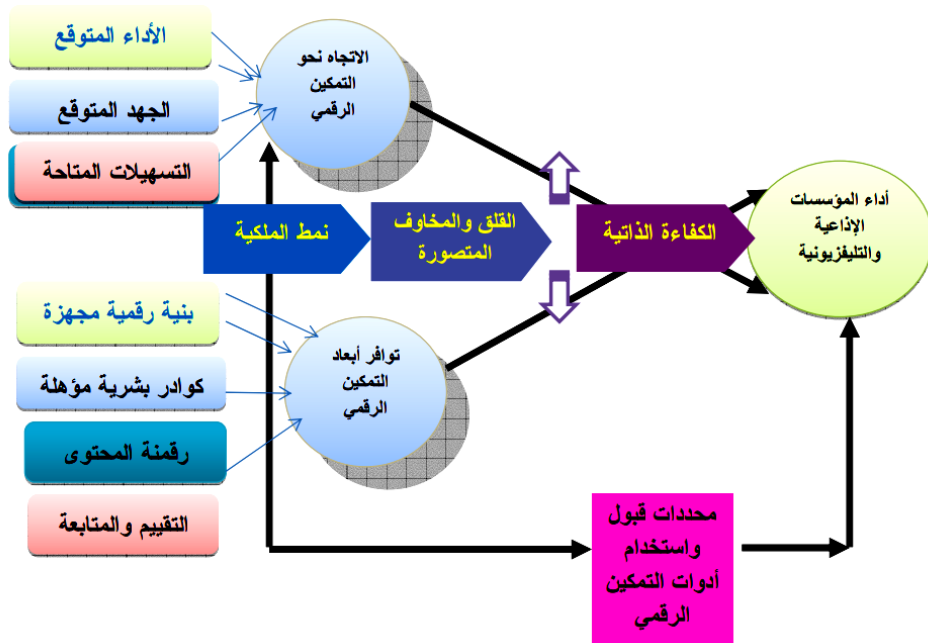 الأداء المتوقع
الجهد المتوقع
التسهيلات المتاحة
الاتجاه نحو
التمكين
الرقمي
نمط الملكية
القلق والمخاوف
المتصورة
الكفاءة الذاتية
أداء المؤسسات
الإذاعية
والتليفزيونية
بنية رقمية مجهزة
كوادر بشرية مؤهلة
رقمنة المحتوى
التقييم والمتابعة
توافر أبعاد
التمكين
الرقمي
محددات قبول
واستخدام
أدوات التمكين
الرقمي